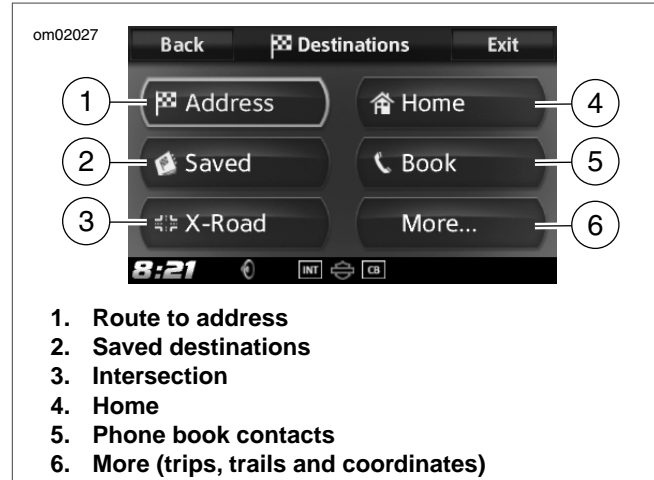 om02027
Back Destinations Exit
1 Address Home 4
2 Saved Book 5
3 X-Road More... 6
8:21 INT CB
1. Route to address
2. Saved destinations
3. Intersection
4. Home
5. Phone book contacts
6. More (trips, trails and coordinates)